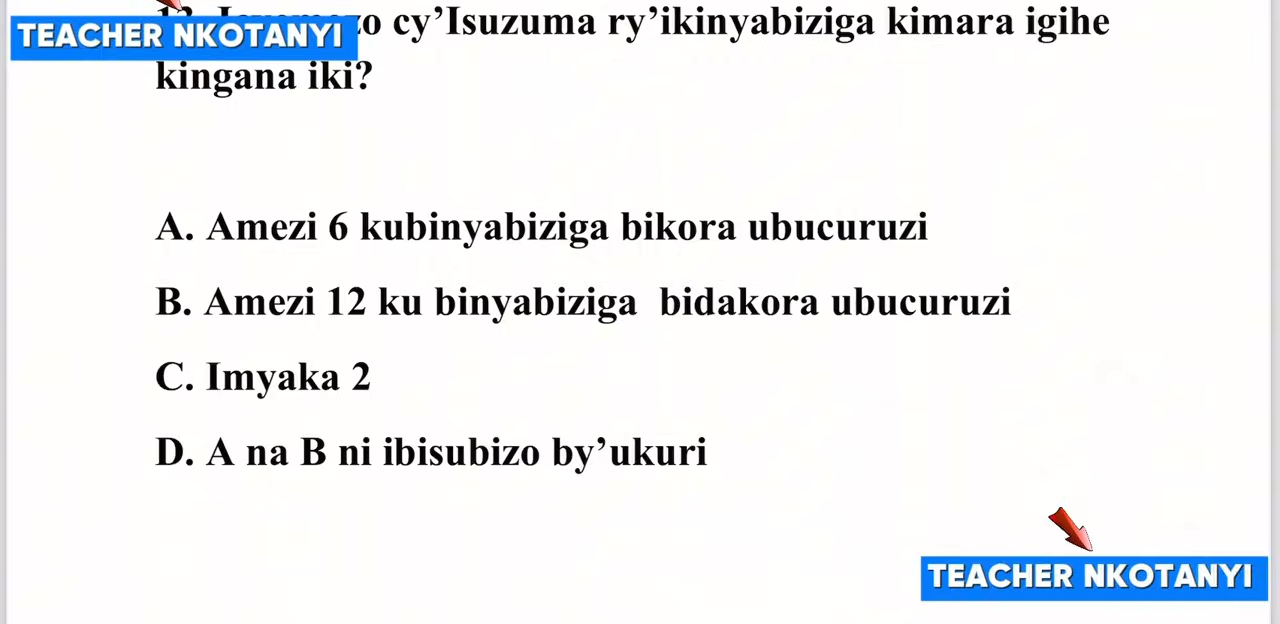 TEACHER NKOTANYI
cy’Isuzuma ry’ikinyabiziga kimara igihe
kingana iki?
A. Amezi 6 kubinyabiziga bikora ubucuruzi
B. Amezi 12 ku binyabiziga bidakora ubucuruzi
C. Imyaka 2
D. A na B ni ibisubizo by’ukuri
TEACHER NKOTANYI